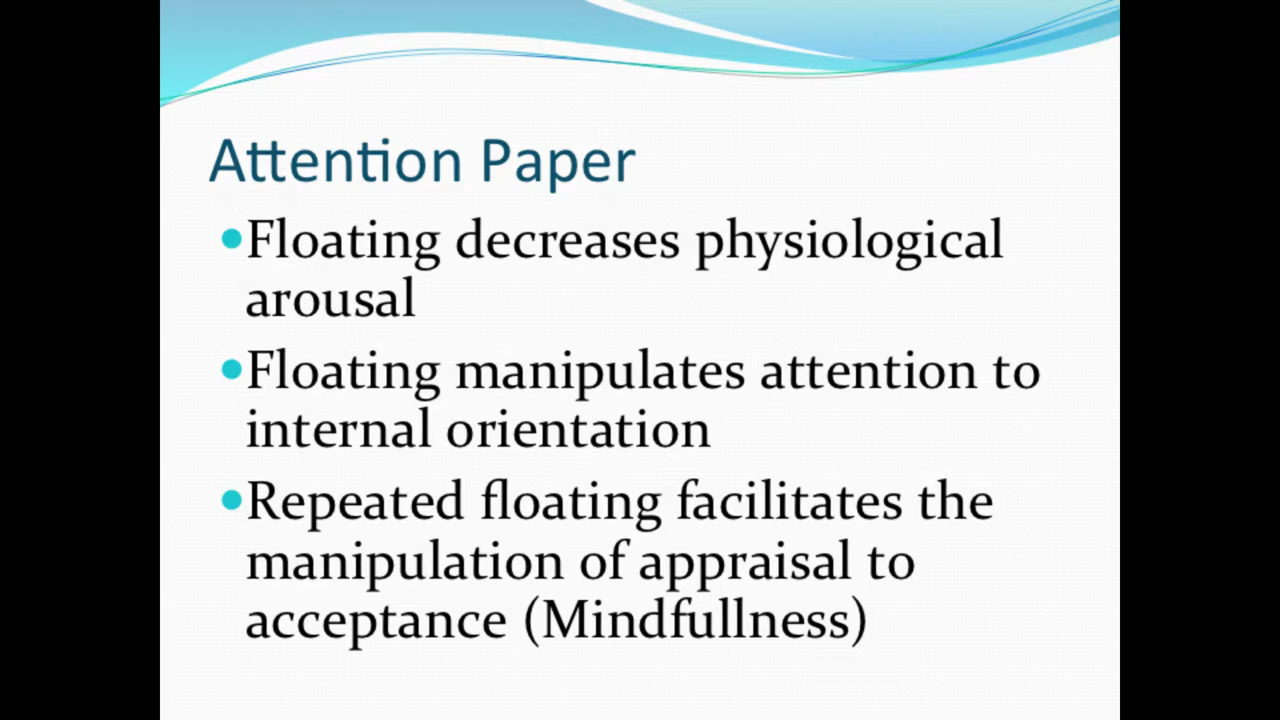 Attention Paper
•Floating decreases physiological
arousal
•Floating manipulates attention to
internal orientation
•Repeated floating facilitates the
manipulation of appraisal to
acceptance (Mindfullness)